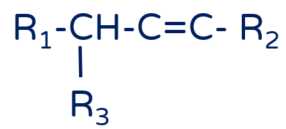 R₁-CH-C=C-R₂
|
R₃